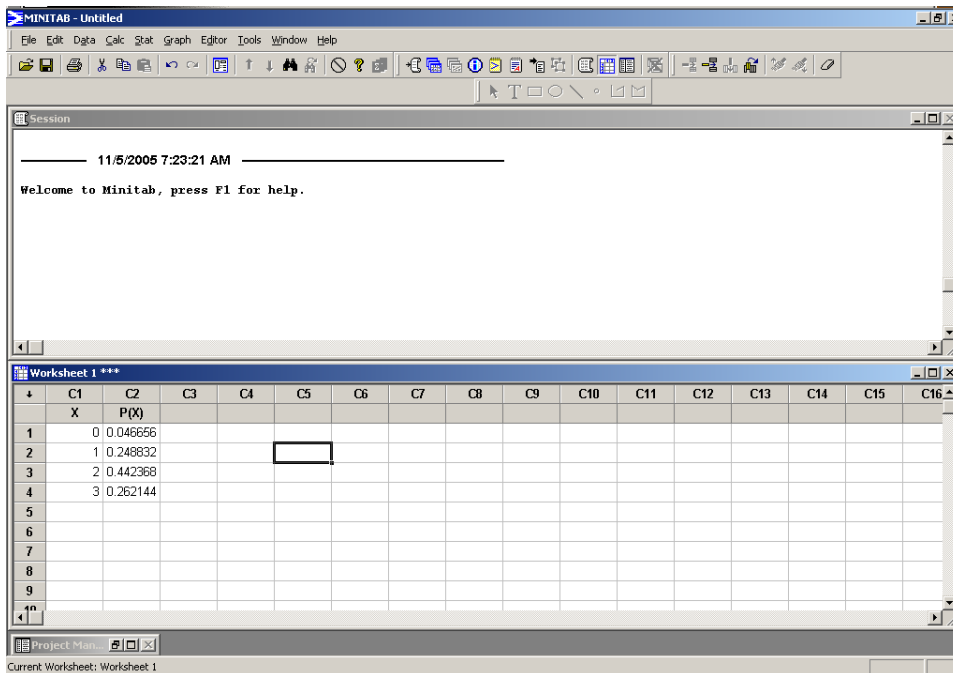 MINITAB - Untitled
File Edit Data Calc Stat Graph Editor Tools Window Help
Session
11/5/2005 7:23:21 AM
Welcome to Minitab, press F1 for help.
Worksheet 1 ***
C1 C2 C3 C4 C5 C6 C7 C8 C9 C10 C11 C12 C13 C14 C15 C16
X P(X)
1 0 0.046656
2 1 0.248832
3 2 0.442368
4 3 0.262144
5
6
7
8
9
10
Project Man...
Current Worksheet: Worksheet 1